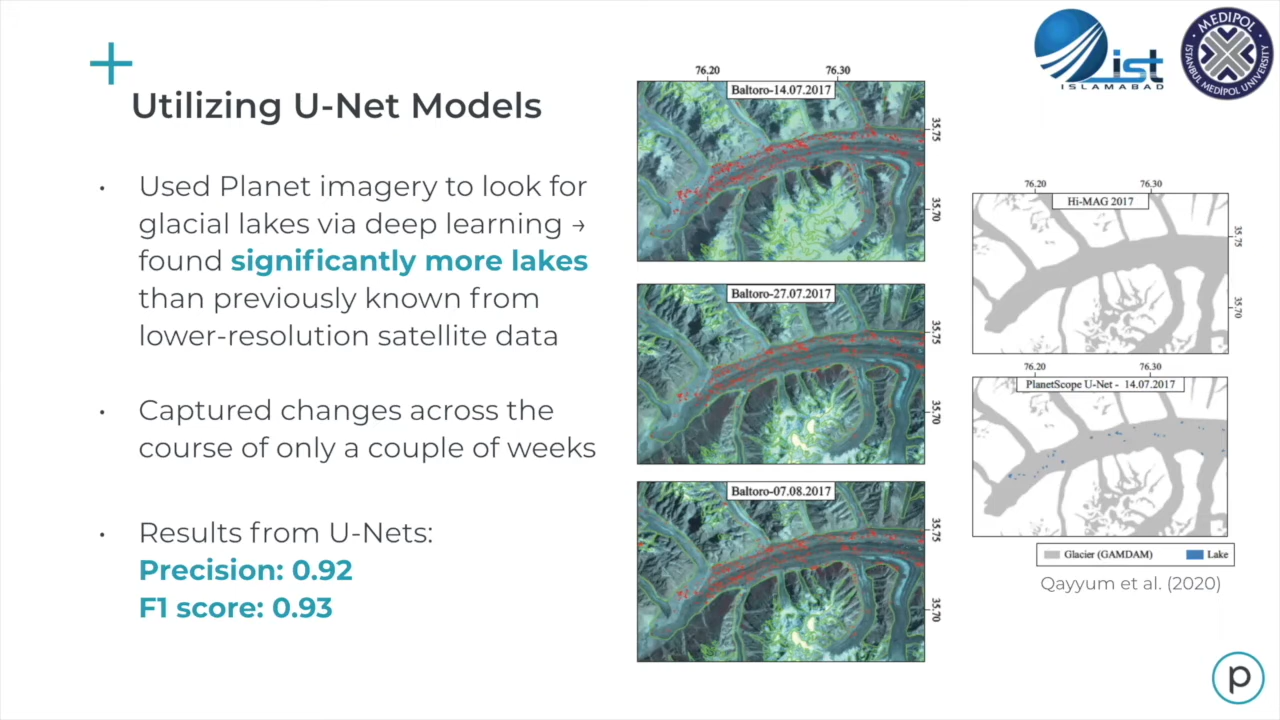 Utilizing U-Net Models
• Used Planet imagery to look for
glacial lakes via deep learning →
found significantly more lakes
than previously known from
lower-resolution satellite data
• Captured changes across the
course of only a couple of weeks
• Results from U-Nets:
Precision: 0.92
F1 score: 0.93
76.20 76.30
Baltoro-14.07.2017
35.75
35.70
Baltoro-27.07.2017
35.75
35.70
Baltoro-07.08.2017
35.75
35.70
ist
ISLAMABAD
MEDIPOL
ISTANBUL MEDIPOL UNIVERSITY
76.20 76.30
Hi-MAG 2017
35.75
35.70
76.20 76.30
PlanetScope U-Net - 14.07.2017
Glacier (GAMDAM) Lake
Qayyum et al. (2020)
p